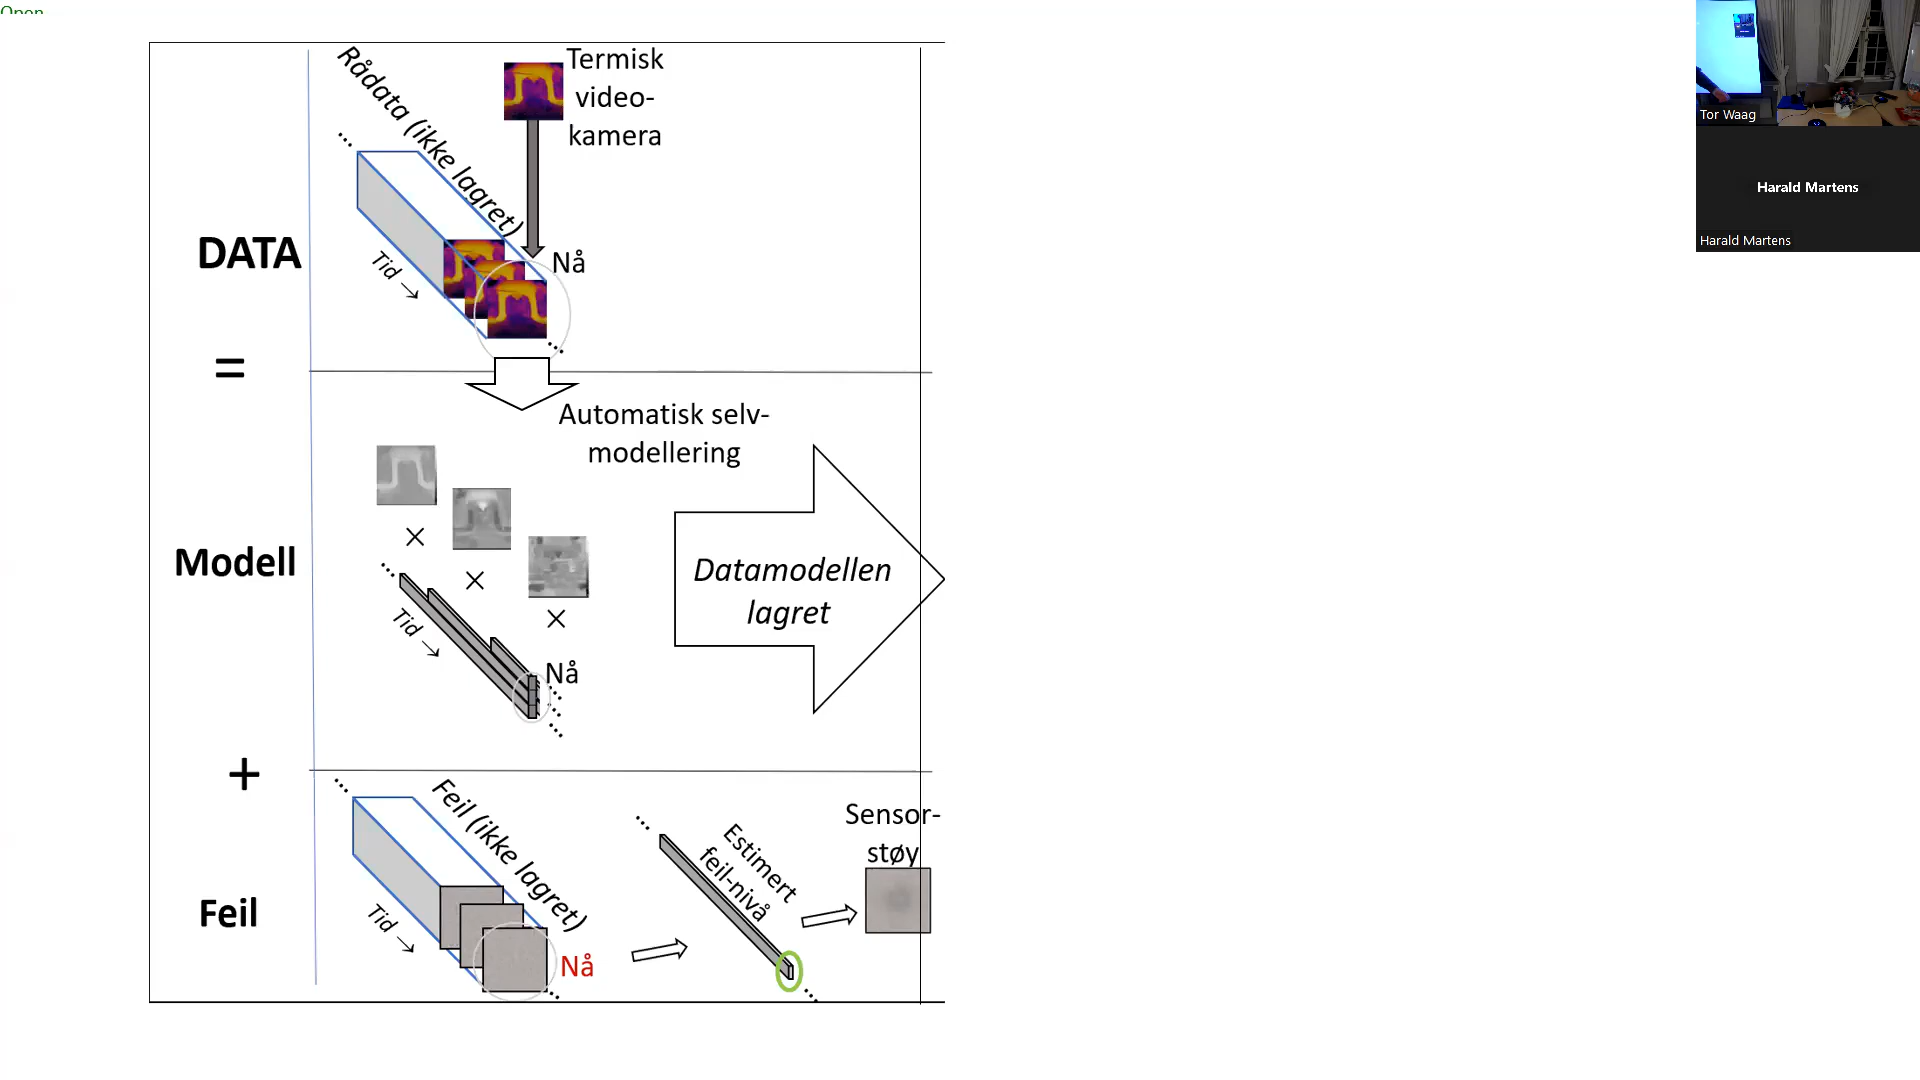 Open
Rådata (ikke lagret)
Termisk
video-
kamera
DATA
Tid →
Nå
=
Automatisk selv-
modellering
×
×
×
Modell
Datamodellen
lagret
Tid →
Nå
+
Feil (ikke lagret)
Estimert
feil-nivå
Sensor-
støy
Feil
Tid →
Nå
Tor Waag
Harald Martens
Harald Martens